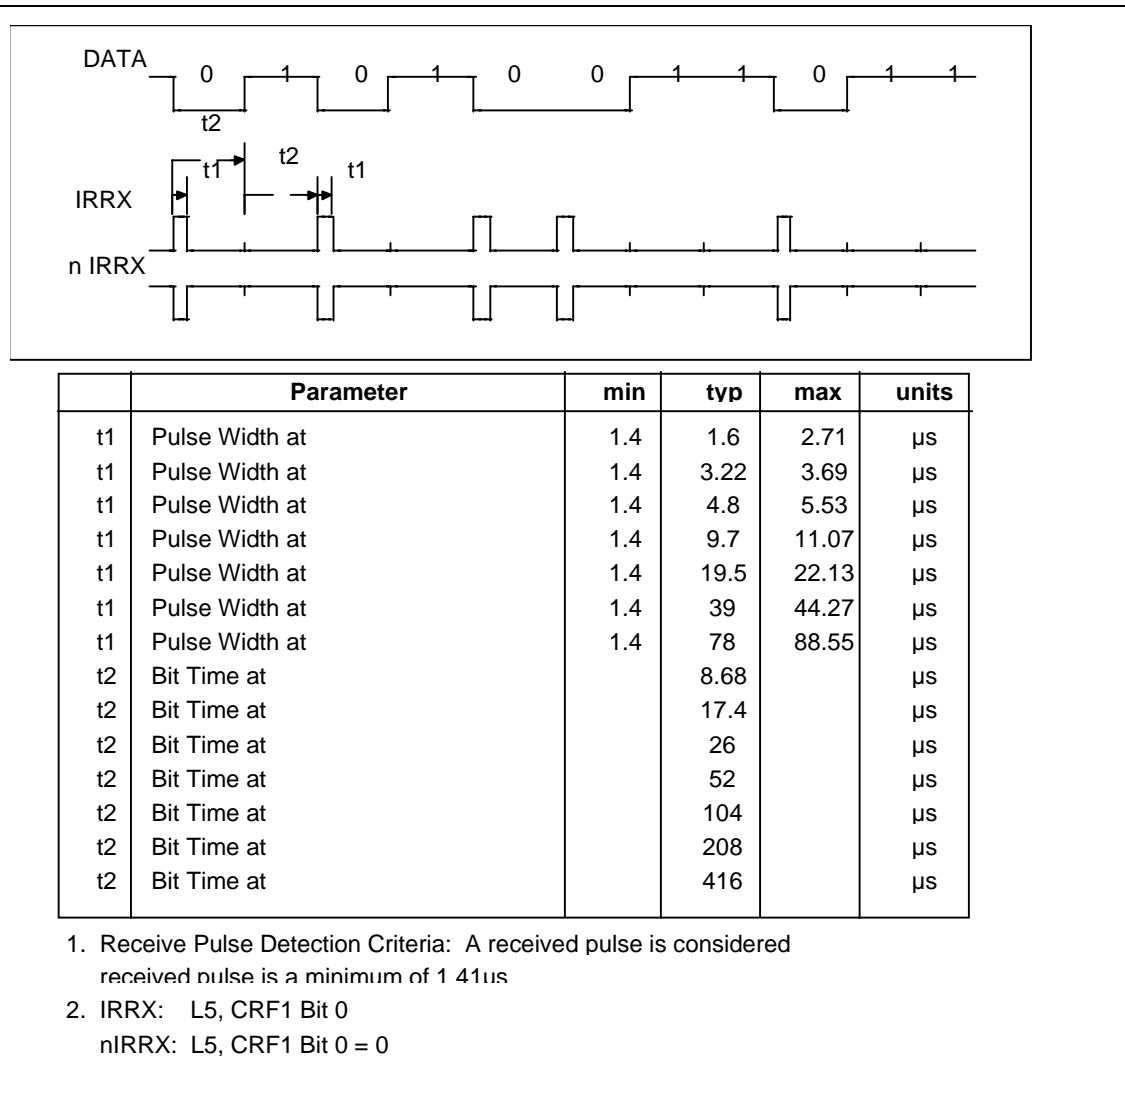 DATA 0 1 0 1 0 0 1 1 0 1 1
t2
t1 t2 t1
IRRX
n IRRX
Parameter min typ max units
t1 Pulse Width at 1.4 1.6 2.71 µs
t1 Pulse Width at 1.4 3.22 3.69 µs
t1 Pulse Width at 1.4 4.8 5.53 µs
t1 Pulse Width at 1.4 9.7 11.07 µs
t1 Pulse Width at 1.4 19.5 22.13 µs
t1 Pulse Width at 1.4 39 44.27 µs
t1 Pulse Width at 1.4 78 88.55 µs
t2 Bit Time at 8.68 µs
t2 Bit Time at 17.4 µs
t2 Bit Time at 26 µs
t2 Bit Time at 52 µs
t2 Bit Time at 104 µs
t2 Bit Time at 208 µs
t2 Bit Time at 416 µs
1. Receive Pulse Detection Criteria: A received pulse is considered
received pulse is a minimum of 1.41µs
2. IRRX: L5, CRF1 Bit 0
nIRRX: L5, CRF1 Bit 0 = 0